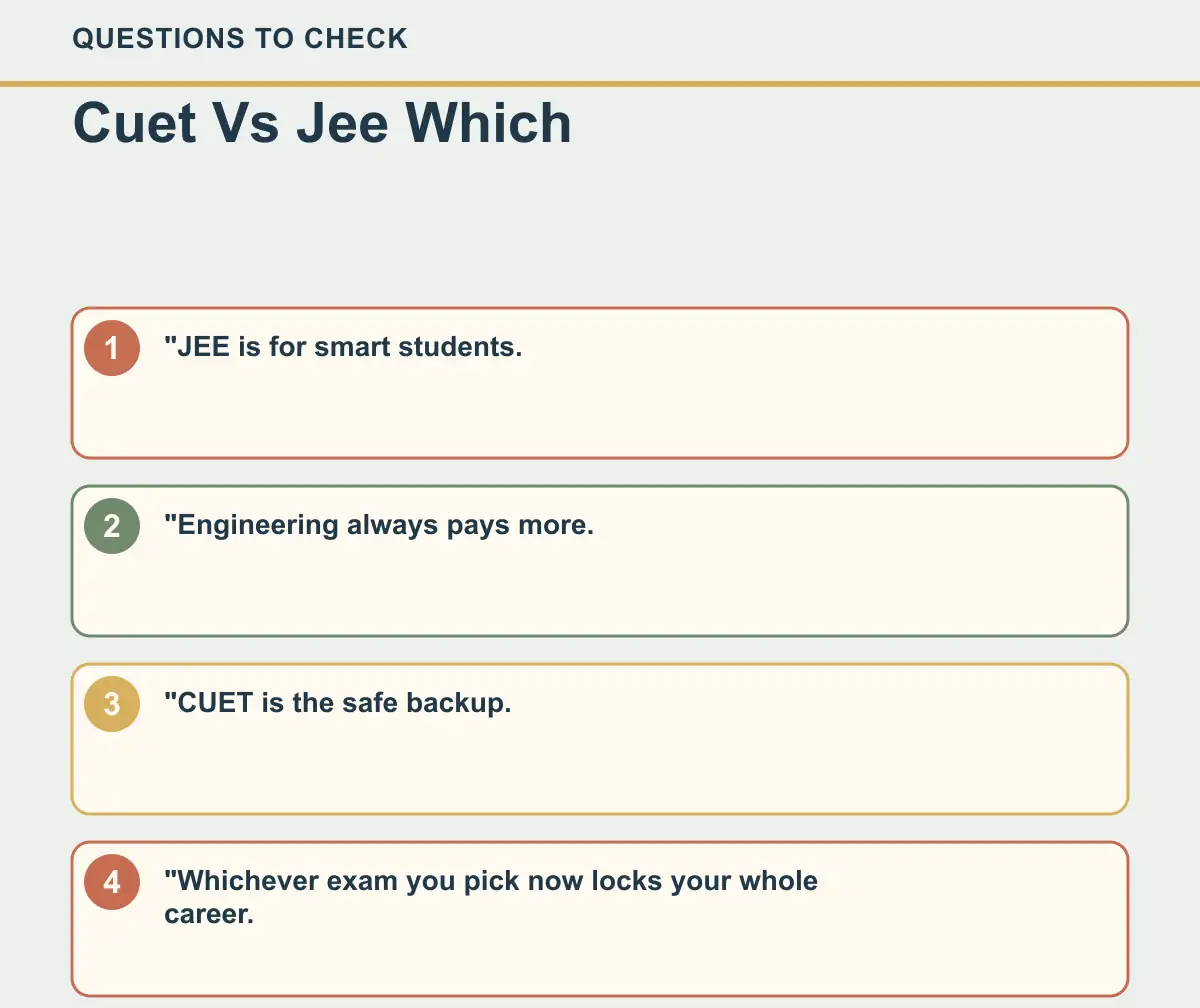 QUESTIONS TO CHECK
Cuet Vs Jee Which
1 "JEE is for smart students.
2 "Engineering always pays more.
3 "CUET is the safe backup.
4 "Whichever exam you pick now locks your whole
career.